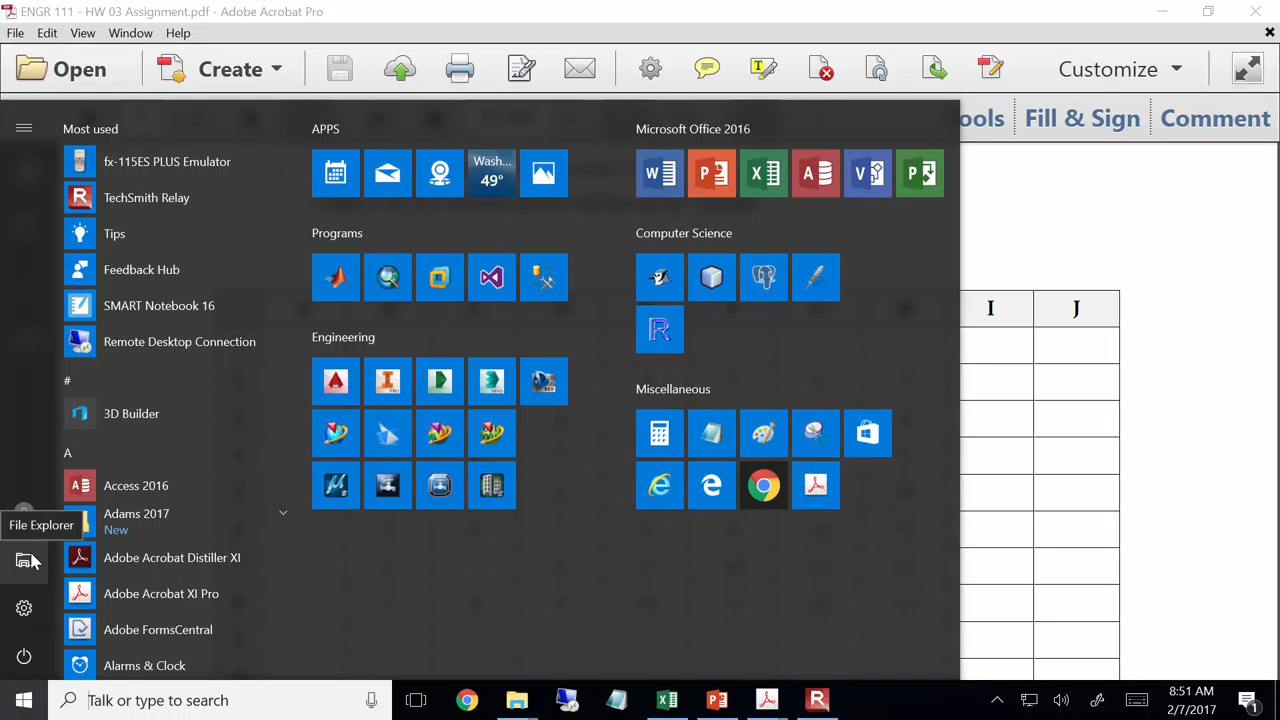 ENGR 111 - HW 03 Assignment.pdf - Adobe Acrobat Pro
File Edit View Window Help
Open Create Customize
ools Fill & Sign Comment
Most used
fx-115ES PLUS Emulator
TechSmith Relay
Tips
Feedback Hub
SMART Notebook 16
Remote Desktop Connection
#
3D Builder
A
Access 2016
Adams 2017
New
Adobe Acrobat Distiller XI
Adobe Acrobat XI Pro
Adobe FormsCentral
Alarms & Clock
File Explorer
APPS
Wash...
49°
Programs
Engineering
Microsoft Office 2016
Computer Science
Miscellaneous
I J
Talk or type to search
8:51 AM
2/7/2017
1